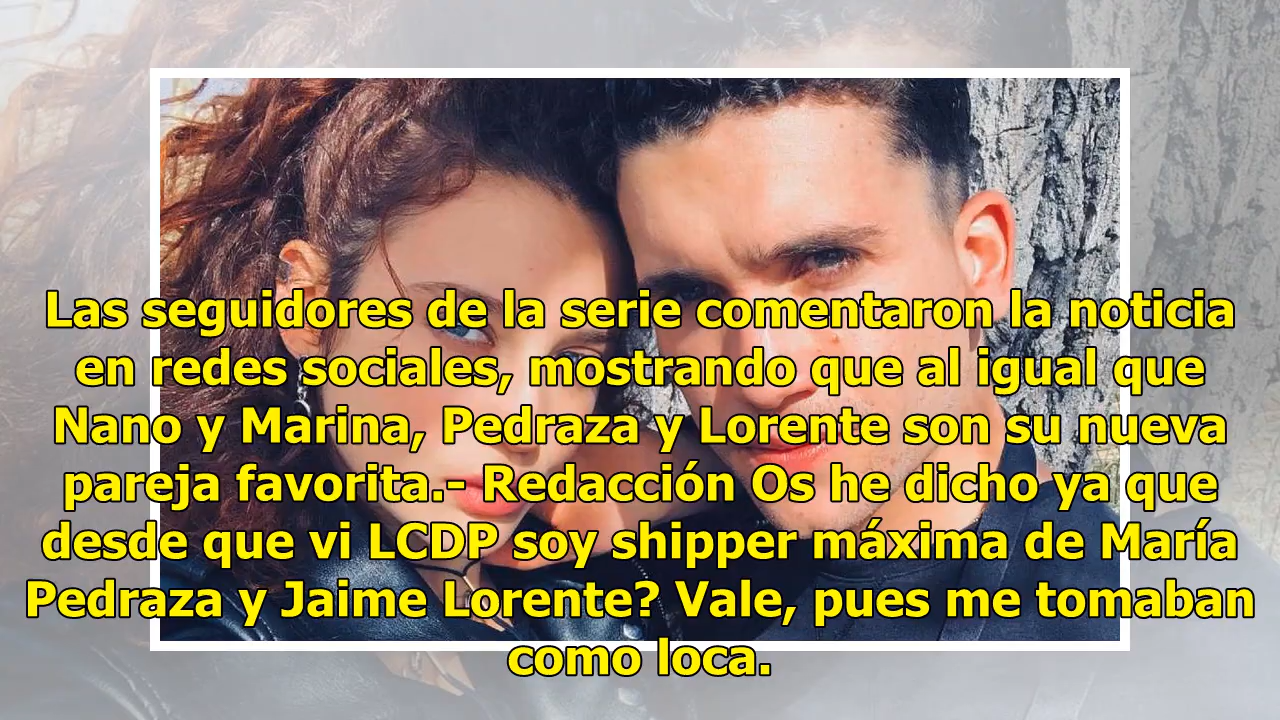 Las seguidores de la serie comentaron la noticia
en redes sociales, mostrando que al igual que
Nano y Marina, Pedraza y Lorente son su nueva
pareja favorita.- Redacción Os he dicho ya que
desde que vi LCDP soy shipper máxima de María
Pedraza y Jaime Lorente? Vale, pues me tomaban
como loca.